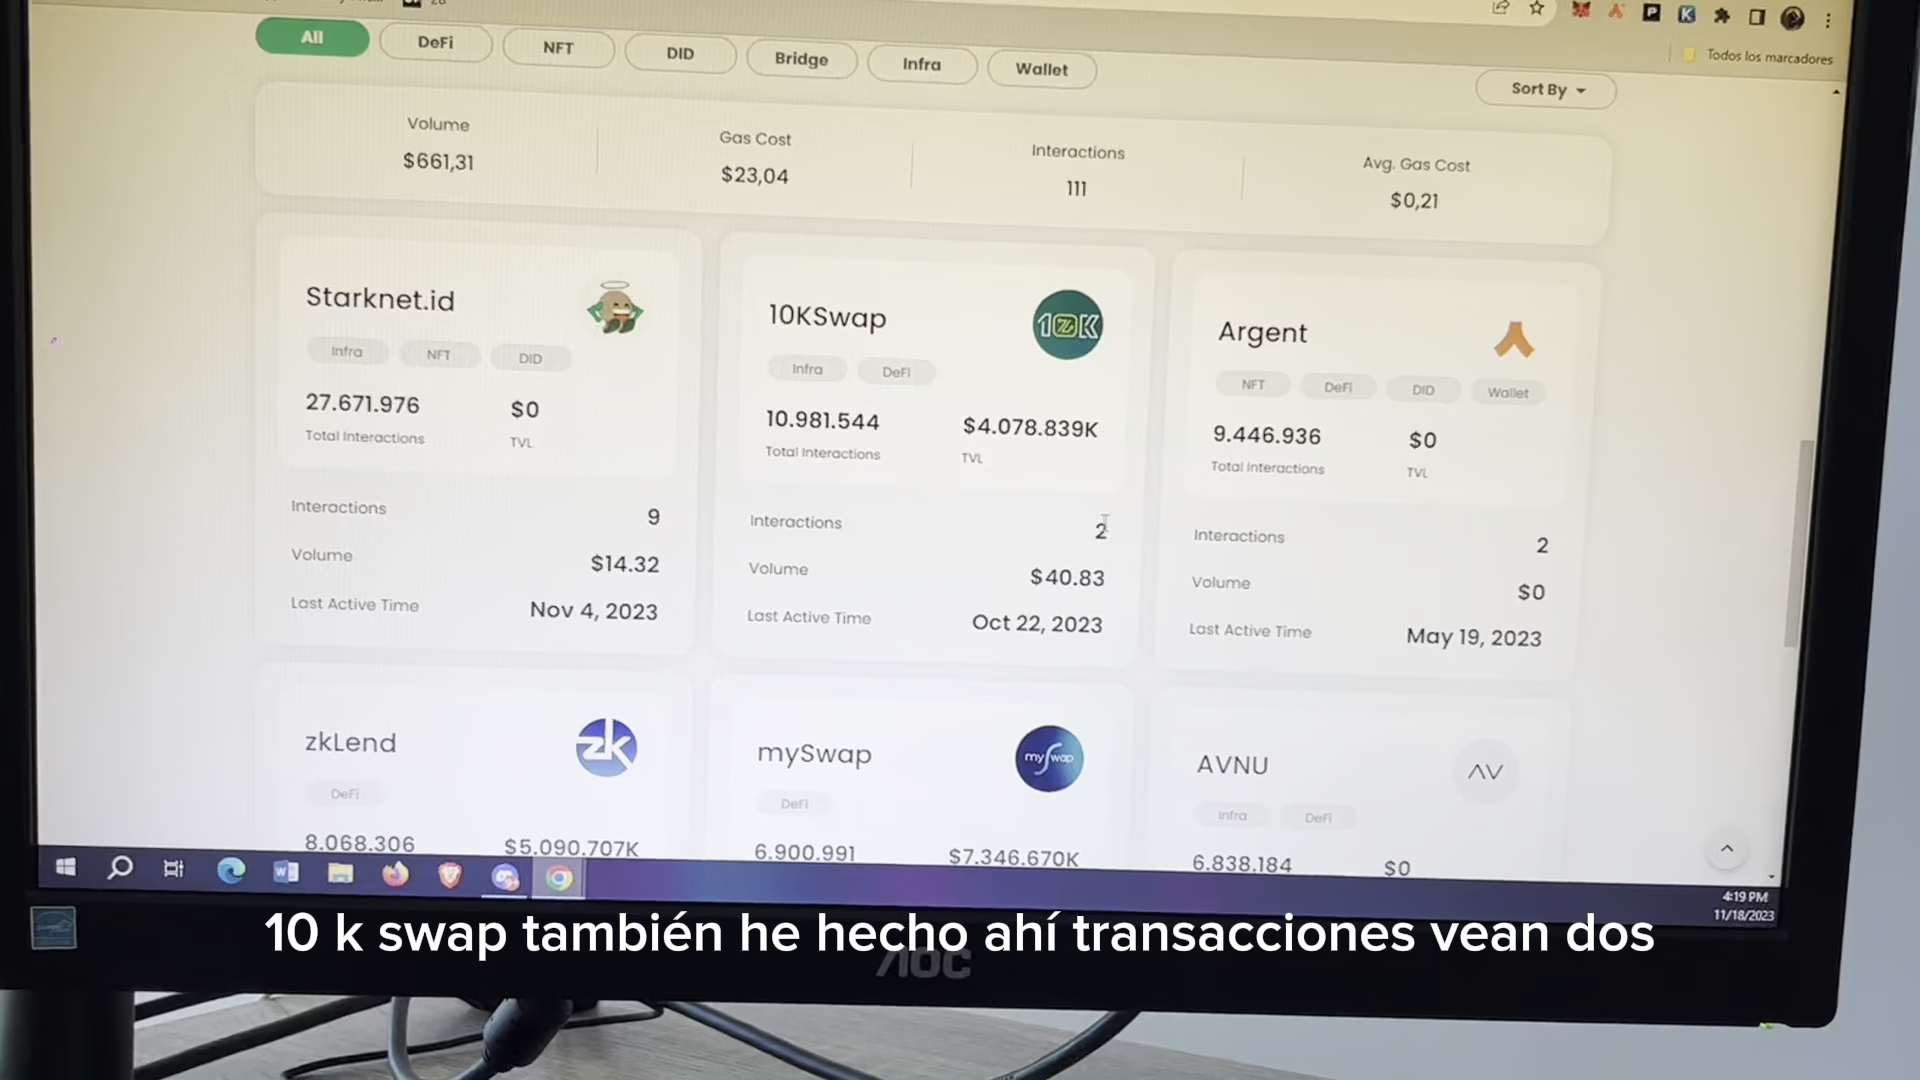 All DeFi NFT DID Bridge Infra Wallet
Todos los marcadores
Sort By
Volume Gas Cost Interactions Avg. Gas Cost
$661,31 $23,04 111 $0,21
Starknet.id
Infra NFT DID
27.671.976 $0
Total Interactions TVL
Interactions 9
Volume $14.32
Last Active Time Nov 4, 2023
10KSwap
10K
Infra DeFi
10.981.544 $4.078.839K
Total Interactions TVL
Interactions 2
Volume $40.83
Last Active Time Oct 22, 2023
Argent
NFT DeFi DID Wallet
9.446.936 $0
Total Interactions TVL
Interactions 2
Volume $0
Last Active Time May 19, 2023
zkLend
zk
DeFi
8.068.306 $5.090.707K
mySwap
mySwap
DeFi
6.900.991 $7.346.670K
AVNU
Infra DeFi
6.838.184 $0
4:19 PM
11/18/2023
10 k swap también he hecho ahí transacciones vean dos
AOC